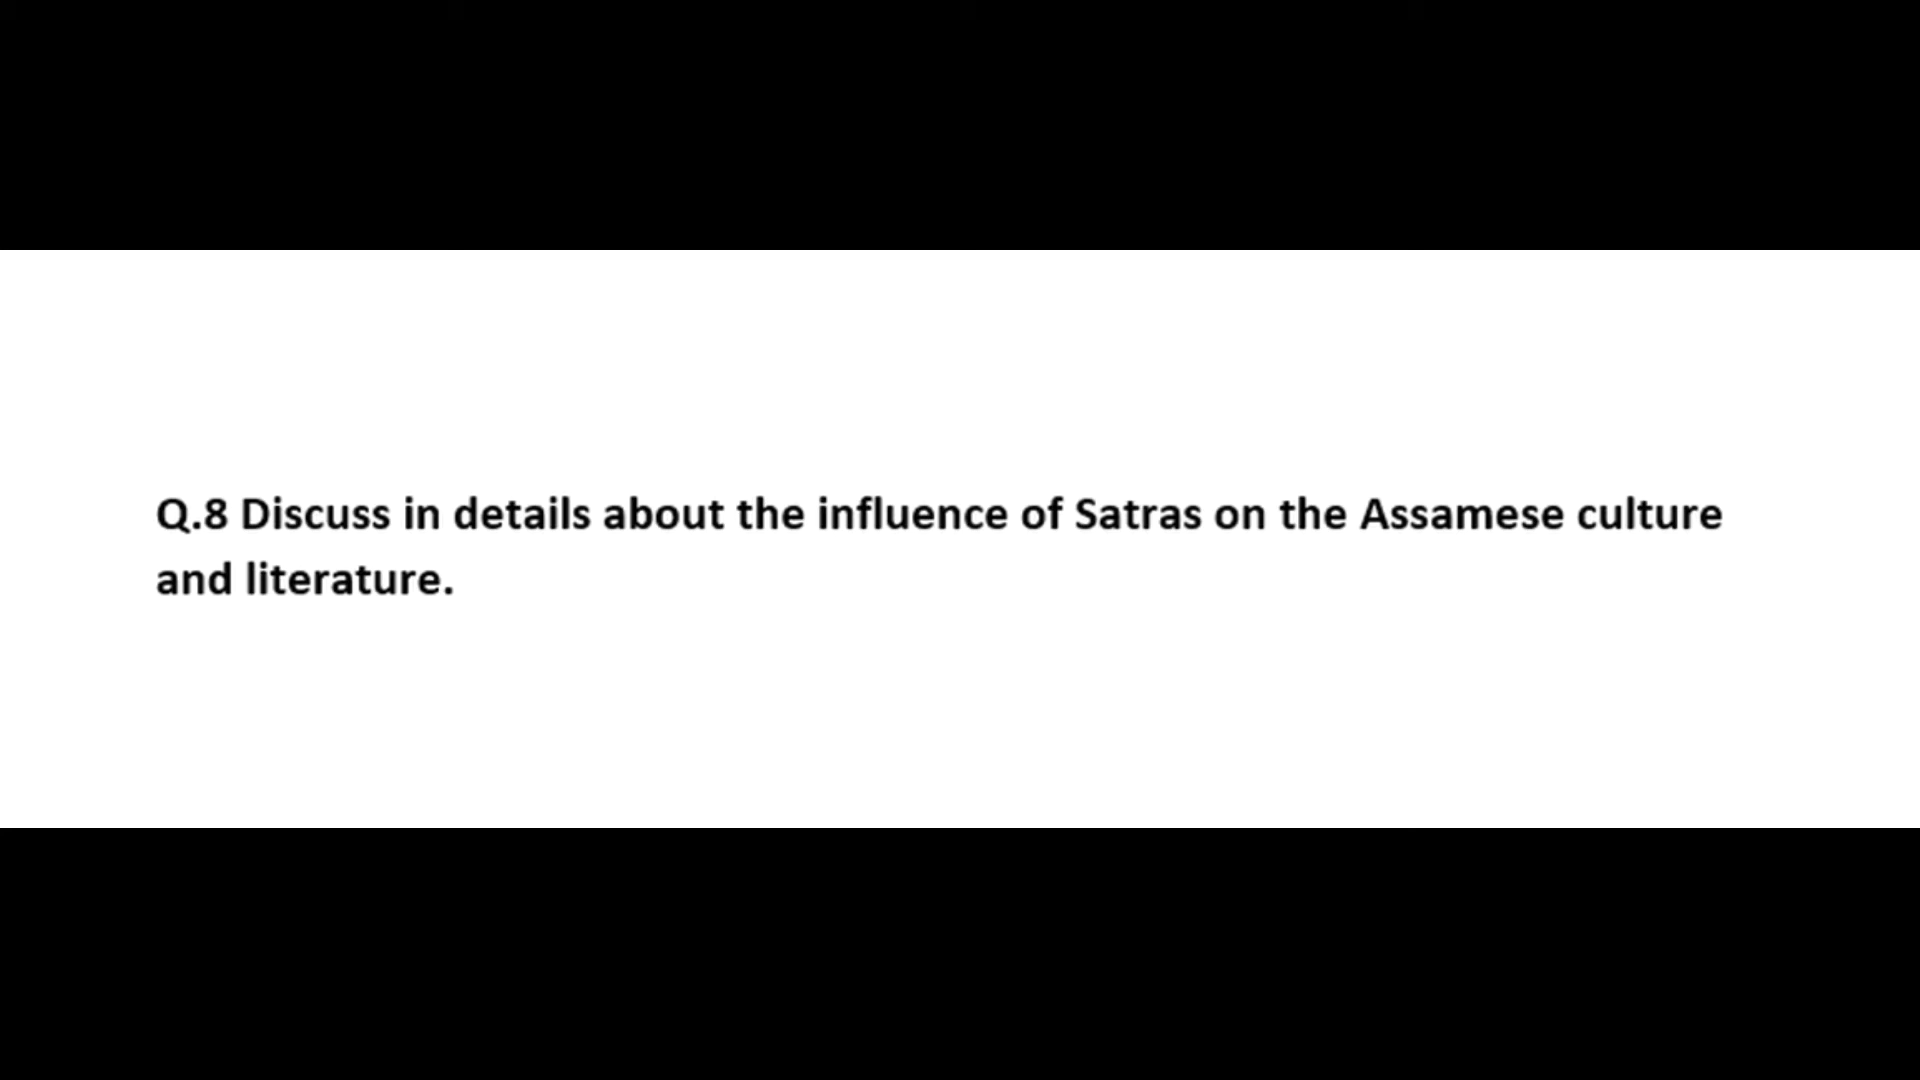 Q.8 Discuss in details about the influence of Satras on the Assamese culture
and literature.